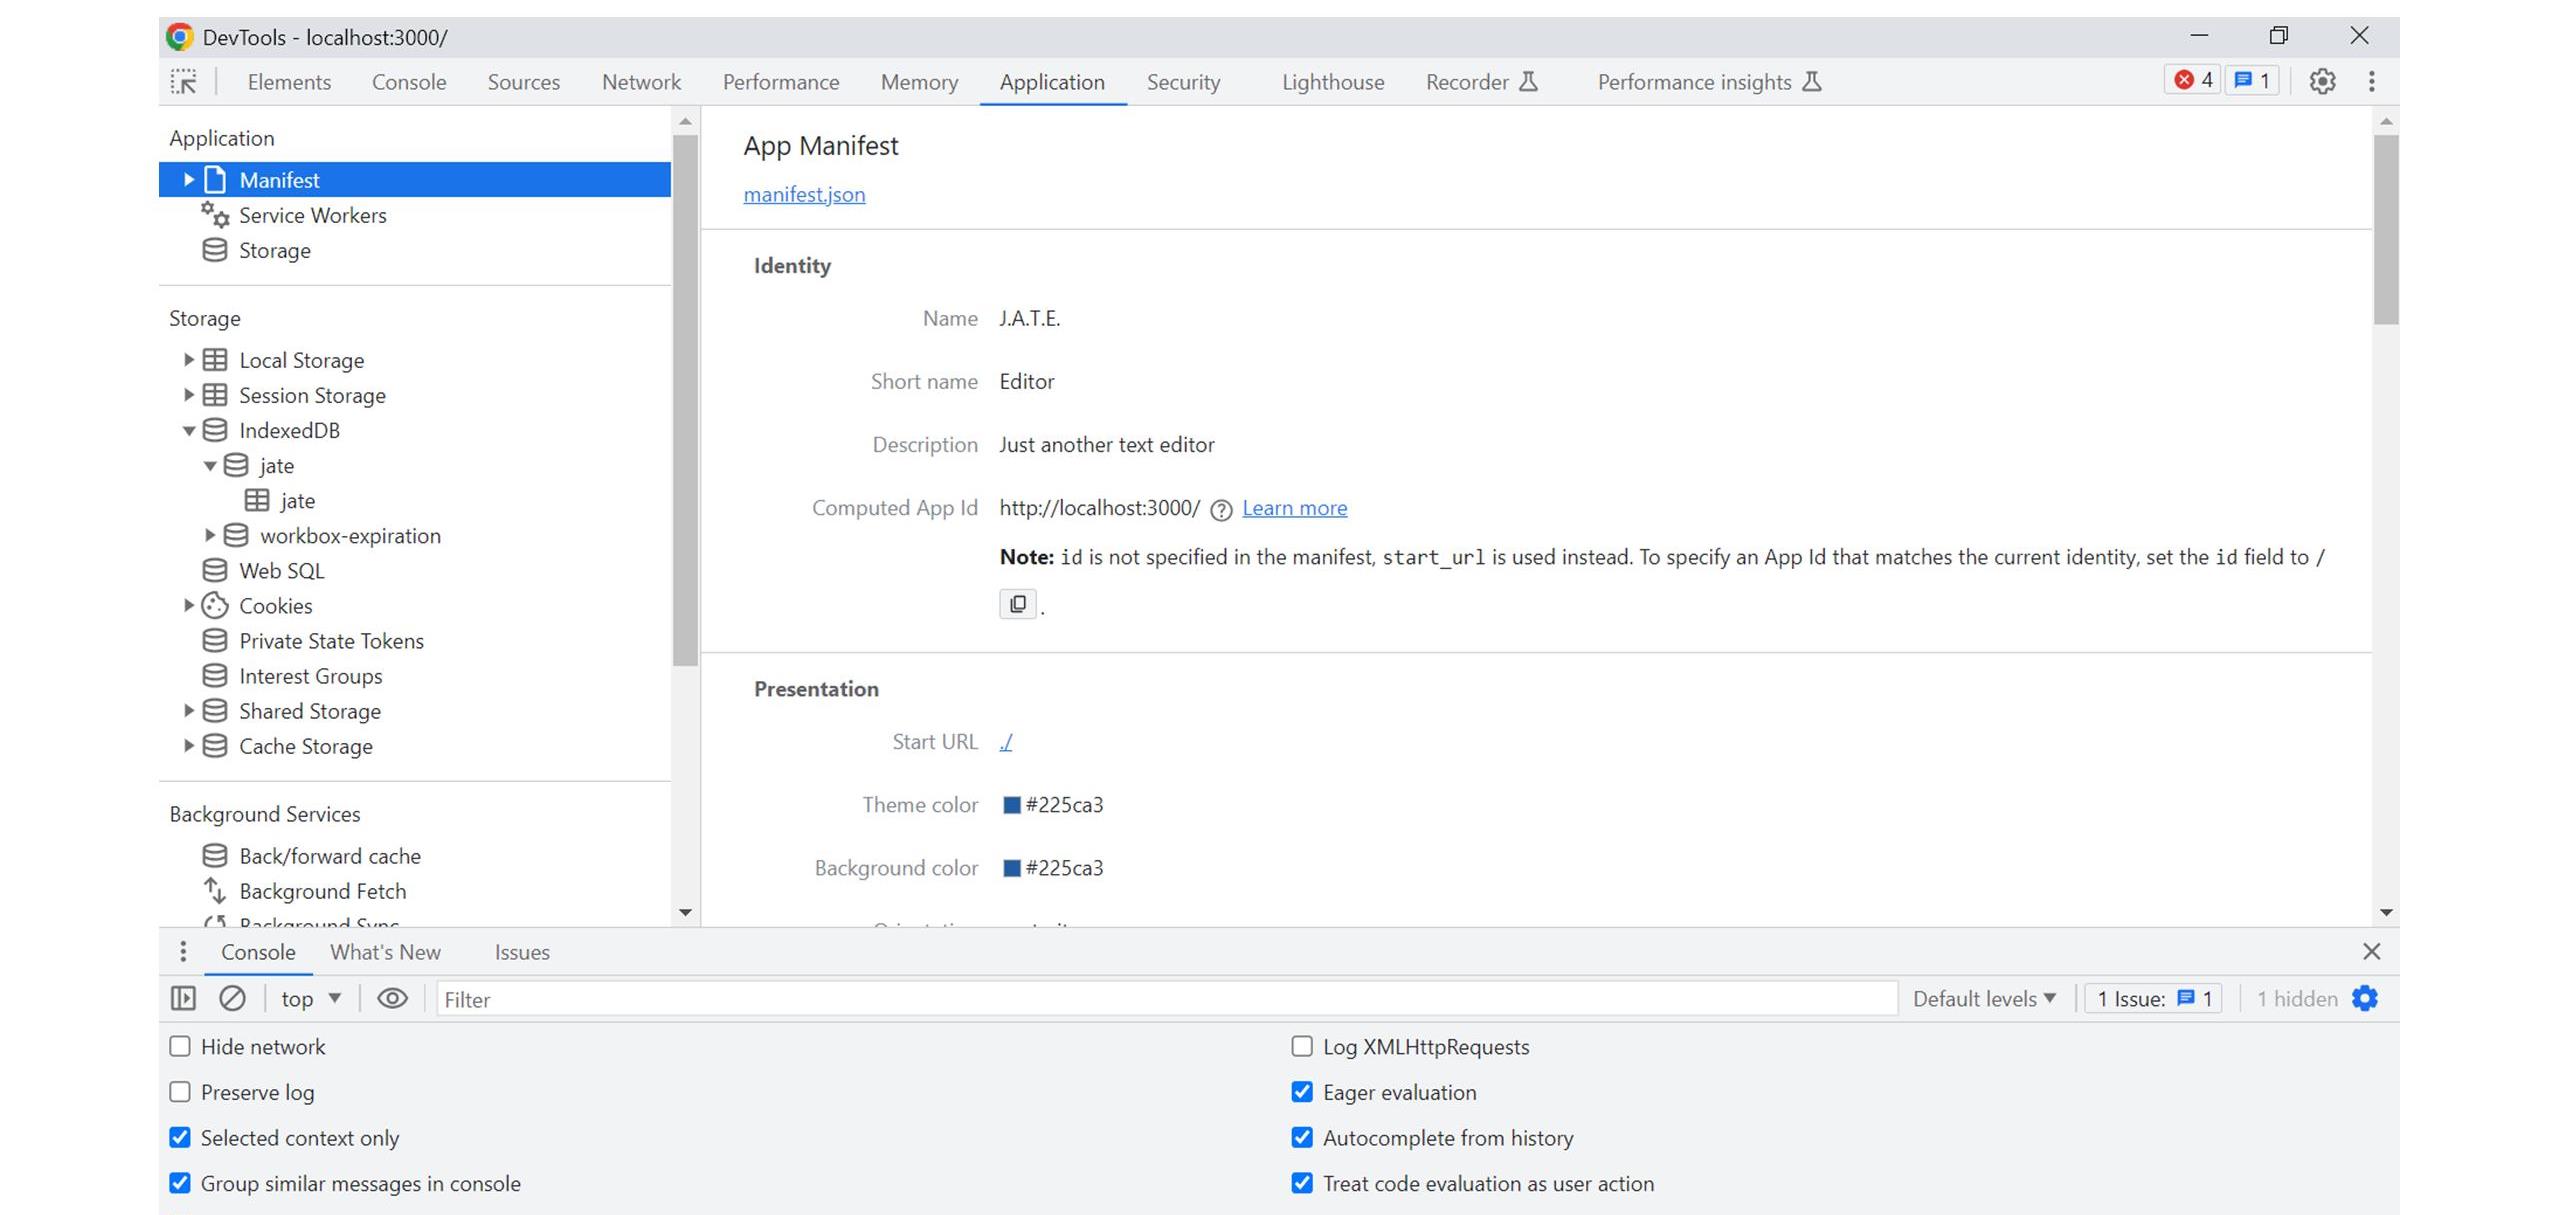 DevTools - localhost:3000/
Elements Console Sources Network Performance Memory Application Security Lighthouse Recorder Performance insights 4 1
Application
Manifest
Service Workers
Storage
Storage
Local Storage
Session Storage
IndexedDB
jate
jate
workbox-expiration
Web SQL
Cookies
Private State Tokens
Interest Groups
Shared Storage
Cache Storage
Background Services
Back/forward cache
Background Fetch
Background Sync
App Manifest
manifest.json
Identity
Name J.A.T.E.
Short name Editor
Description Just another text editor
Computed App Id http://localhost:3000/ ? Learn more
Note: id is not specified in the manifest, start_url is used instead. To specify an App Id that matches the current identity, set the id field to /
.
Presentation
Start URL ./
Theme color #225ca3
Background color #225ca3
Console What's New Issues
top Filter Default levels 1 Issue: 1 1 hidden
Hide network Log XMLHttpRequests
Preserve log Eager evaluation
Selected context only Autocomplete from history
Group similar messages in console Treat code evaluation as user action